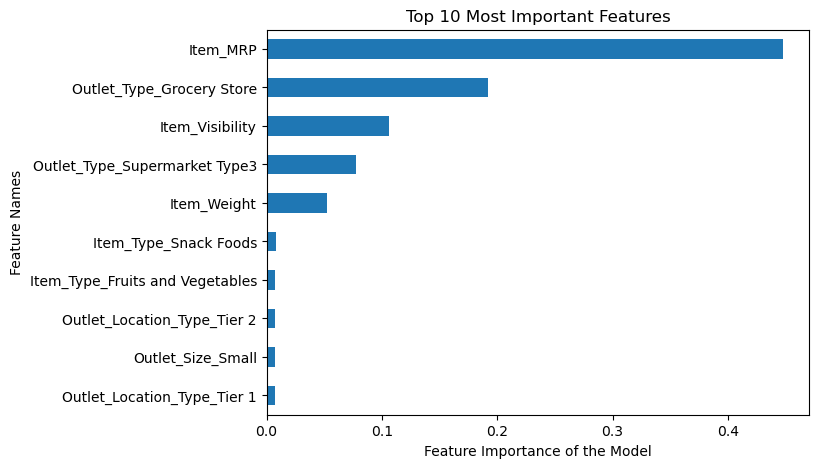 Top 10 Most Important Features
Feature Names
Item_MRP
Outlet_Type_Grocery Store
Item_Visibility
Outlet_Type_Supermarket Type3
Item_Weight
Item_Type_Snack Foods
Item_Type_Fruits and Vegetables
Outlet_Location_Type_Tier 2
Outlet_Size_Small
Outlet_Location_Type_Tier 1
0.0 0.1 0.2 0.3 0.4
Feature Importance of the Model